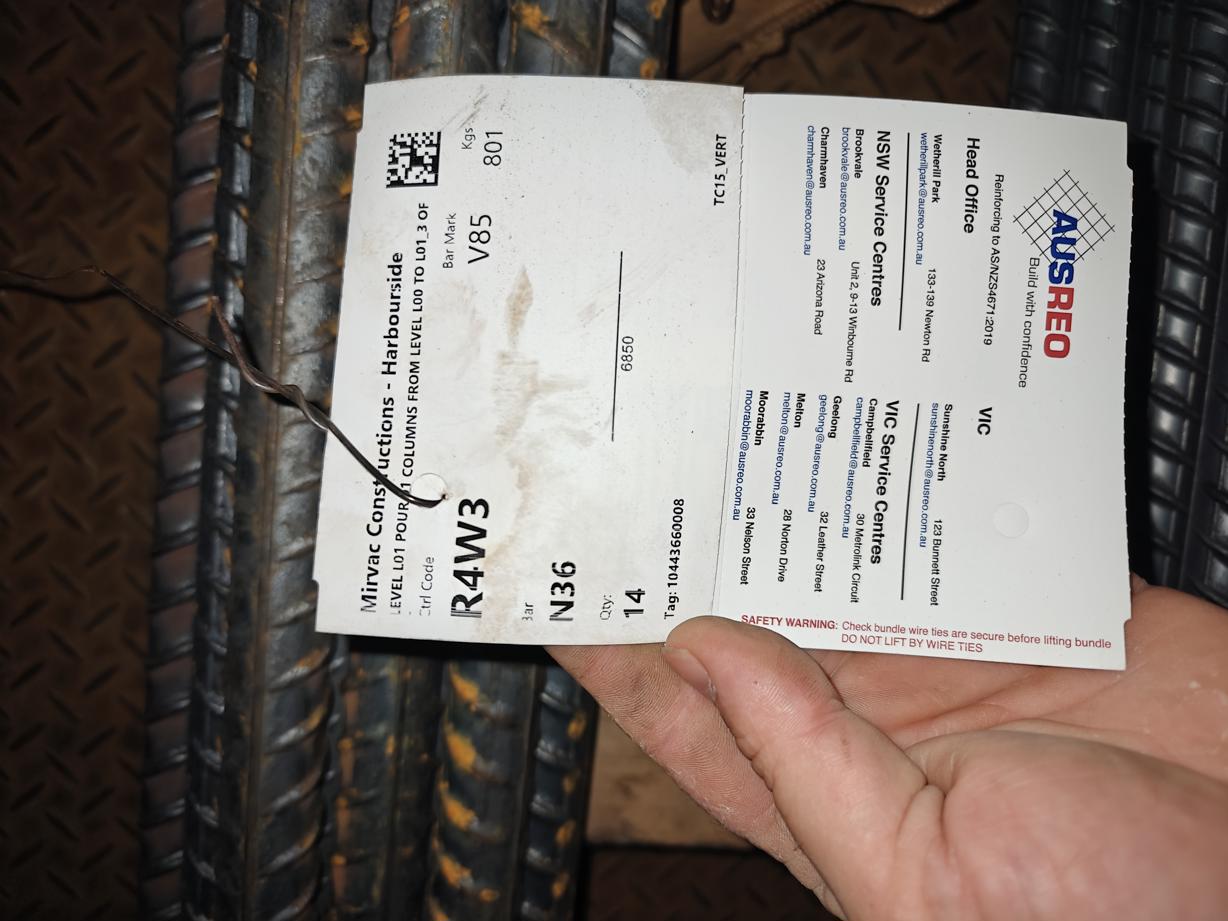 Mirvac Constructions - Harbourside
LEVEL L01 POUR 01 COLUMNS FROM LEVEL L00 TO L01_3 OF
Ctrl Code
Bar Mark
Kgs
R4W3
V85
801
Bar
N36
Qty:
14
6850
Tag: 10443660008
TC15_VERT
AUSREO
Build with confidence
Reinforcing to AS/NZS4671:2019
Head Office
Wetherill Park
133-139 Newton Rd
wetherillpark@ausreo.com.au
NSW Service Centres
Brookvale
Unit 2, 9-13 Winbourne Rd
brookvale@ausreo.com.au
Charmhaven
23 Arizona Road
charmhaven@ausreo.com.au
VIC
Sunshine North
123 Bunnett Street
sunshinenorth@ausreo.com.au
VIC Service Centres
Campbellfield
30 Metrolink Circuit
campbellfield@ausreo.com.au
Geelong
32 Leather Street
geelong@ausreo.com.au
Melton
28 Norton Drive
melton@ausreo.com.au
Moorabbin
33 Nelson Street
moorabbin@ausreo.com.au
SAFETY WARNING: Check bundle wire ties are secure before lifting bundle
DO NOT LIFT BY WIRE TIES